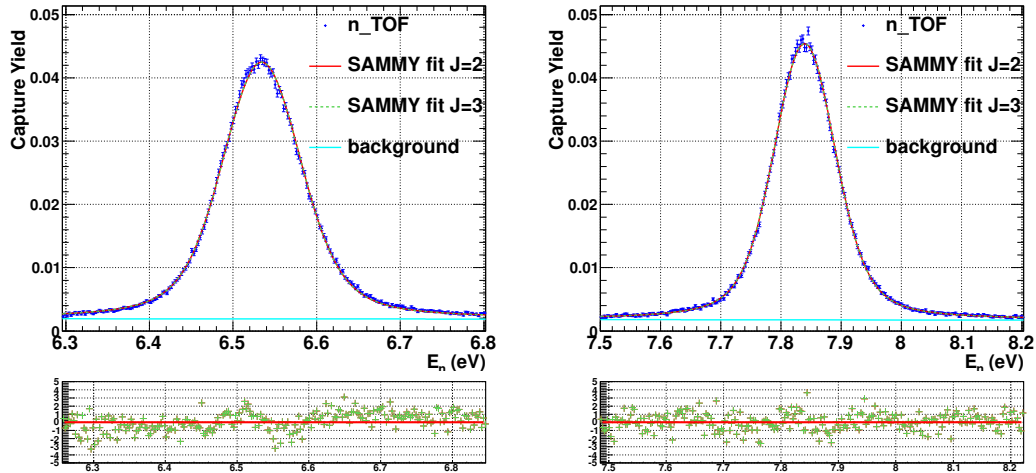 0.05
0.04
0.03
0.02
0.01
0
Capture Yield
n_TOF
SAMMY fit J=2
SAMMY fit J=3
background
6.3 6.4 6.5 6.6 6.7 6.8
E_n (eV)
5
4
3
2
1
0
-1
-2
-3
-4
-5
6.3 6.4 6.5 6.6 6.7 6.8
0.05
0.04
0.03
0.02
0.01
0
Capture Yield
n_TOF
SAMMY fit J=2
SAMMY fit J=3
background
7.5 7.6 7.7 7.8 7.9 8 8.1 8.2
E_n (eV)
5
4
3
2
1
0
-1
-2
-3
-4
-5
7.5 7.6 7.7 7.8 7.9 8 8.1 8.2